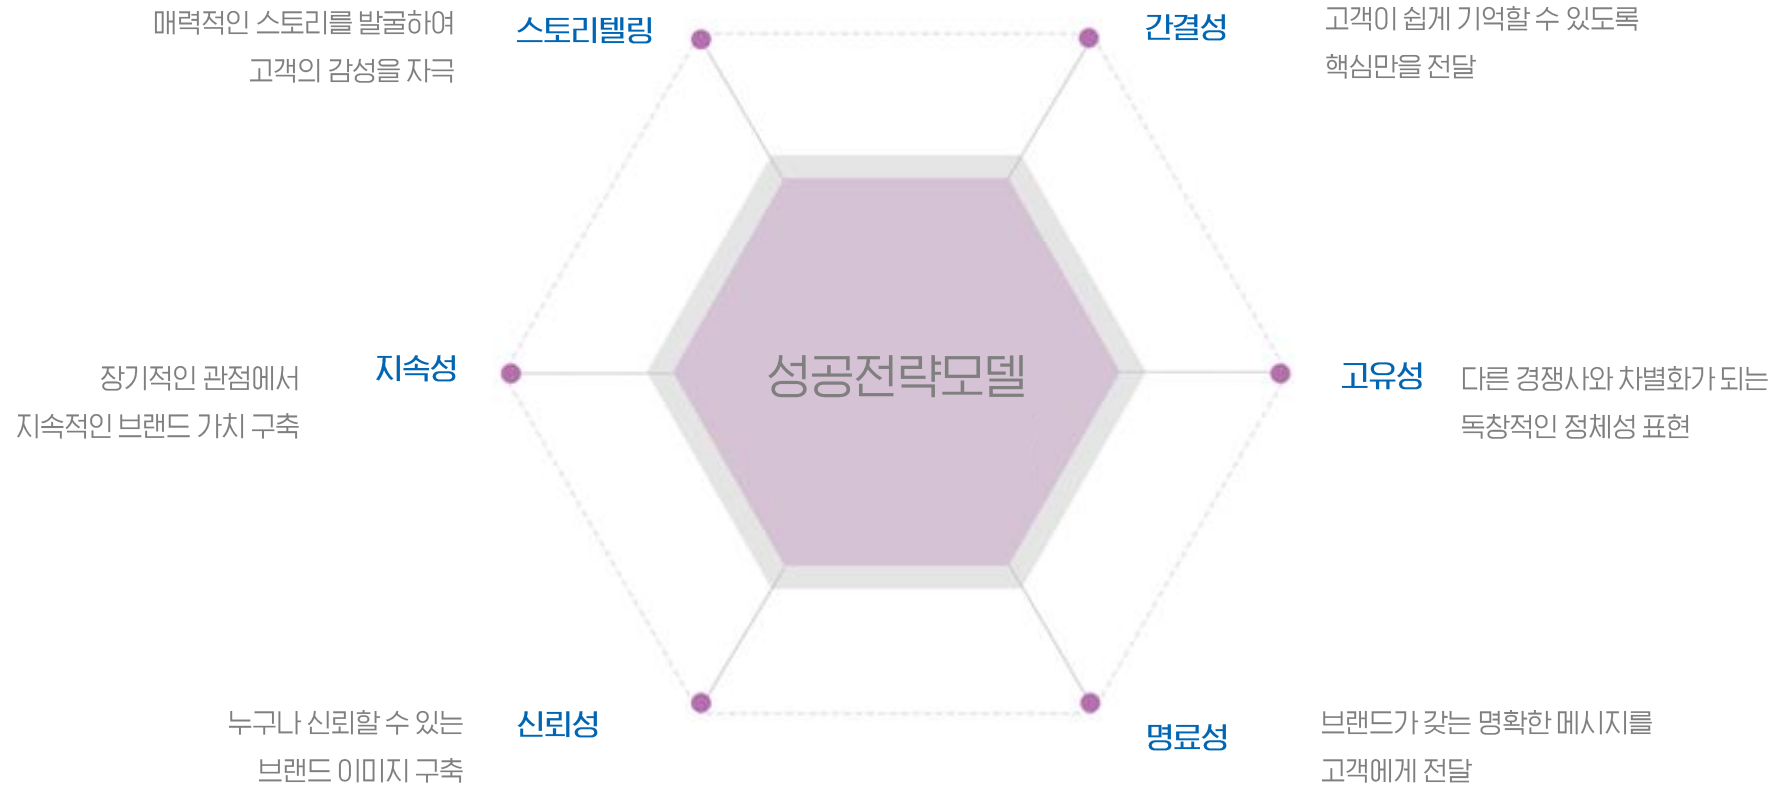 매력적인 스토리를 발굴하여
고객의 감성을 자극
스토리텔링
간결성
고객이 쉽게 기억할 수 있도록
핵심만을 전달
장기적인 관점에서
지속적인 브랜드 가치 구축
지속성
성공전략모델
고유성
다른 경쟁사와 차별화가 되는
독창적인 정체성 표현
누구나 신뢰할 수 있는
브랜드 이미지 구축
신뢰성
명료성
브랜드가 갖는 명확한 메시지를
고객에게 전달